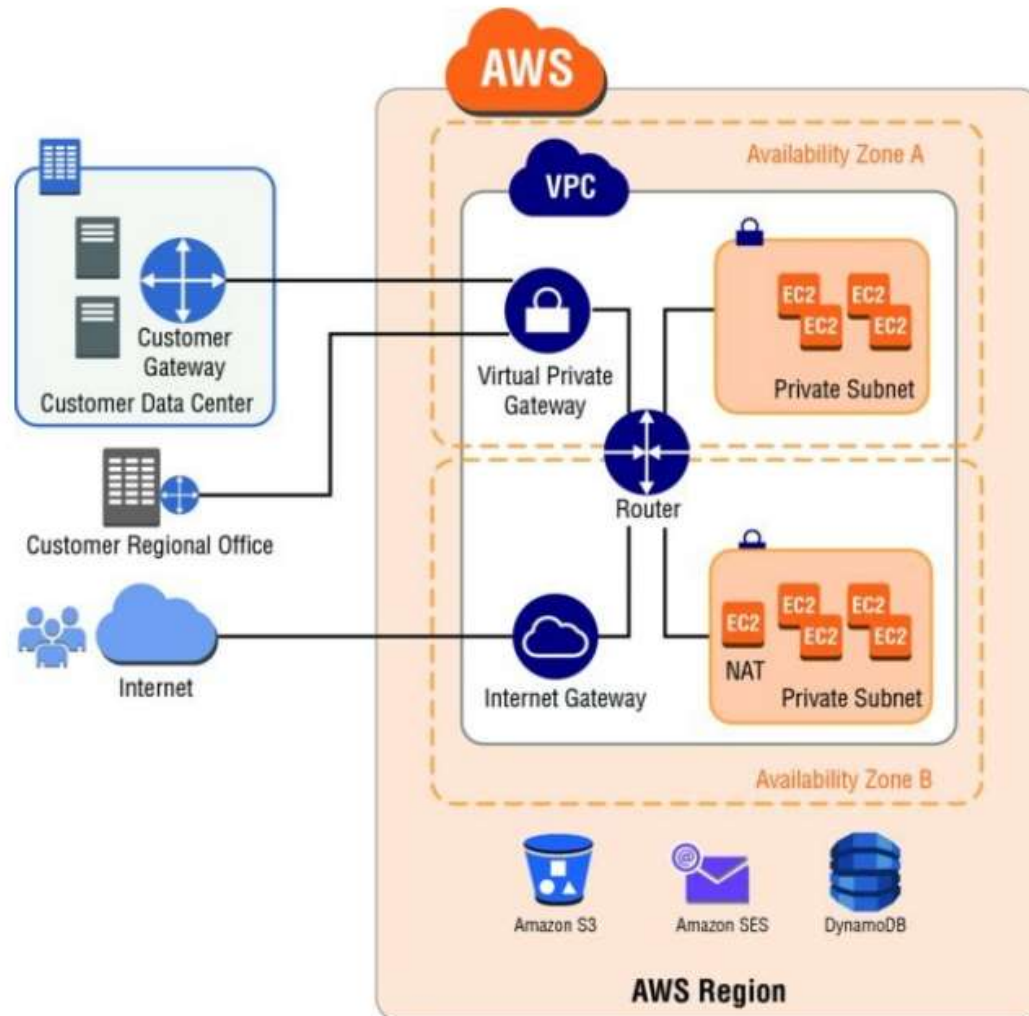 AWS
Availability Zone A
VPC
EC2 EC2
EC2 EC2
Customer
Gateway
Customer Data Center
Virtual Private
Gateway
Private Subnet
Router
Customer Regional Office
EC2 EC2 EC2
EC2 EC2
NAT
Private Subnet
Internet
Internet Gateway
Availability Zone B
@
Amazon S3
Amazon SES
DynamoDB
AWS Region